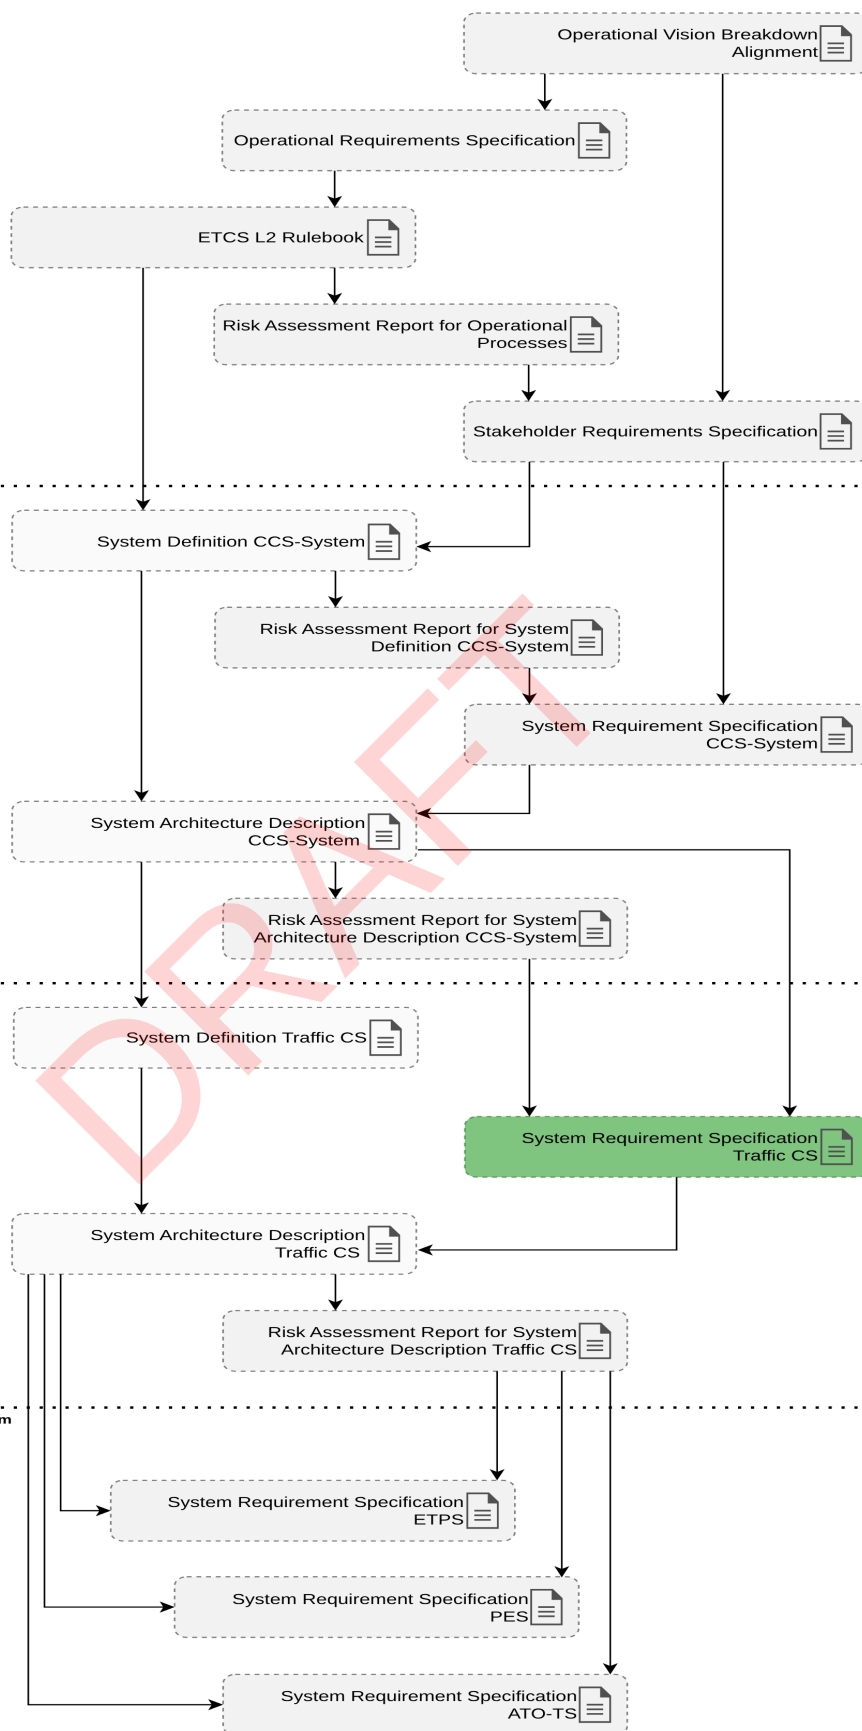 Operational Vision Breakdown
Alignment
Operational Requirements Specification
ETCS L2 Rulebook
Risk Assessment Report for Operational
Processes
Stakeholder Requirements Specification
System Definition CCS-System
Risk Assessment Report for System
Definition CCS-System
System Requirement Specification
CCS-System
System Architecture Description
CCS-System
Risk Assessment Report for System
Architecture Description CCS-System
System Definition Traffic CS
System Requirement Specification
Traffic CS
System Architecture Description
Traffic CS
Risk Assessment Report for System
Architecture Description Traffic CS
m
System Requirement Specification
ETPS
System Requirement Specification
PES
System Requirement Specification
ATO-TS
DRAFT